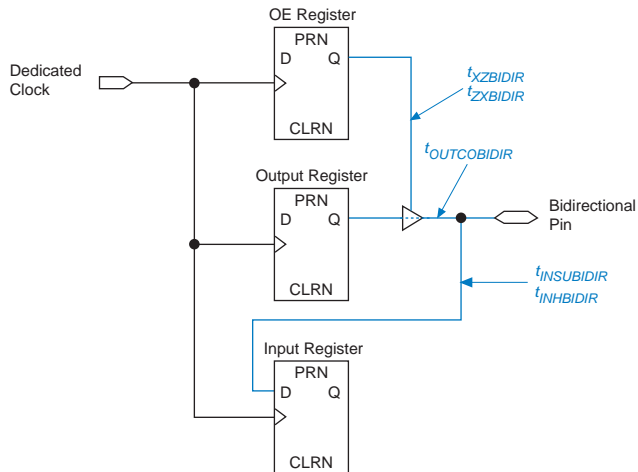 OE Register
PRN
D Q
CLRN
Dedicated
Clock
tXZBIDIR
tZXBIDIR
tOUTCOBIDIR
Output Register
PRN
D Q
CLRN
Bidirectional
Pin
tINSUBIDIR
tINHBIDIR
Input Register
PRN
D Q
CLRN